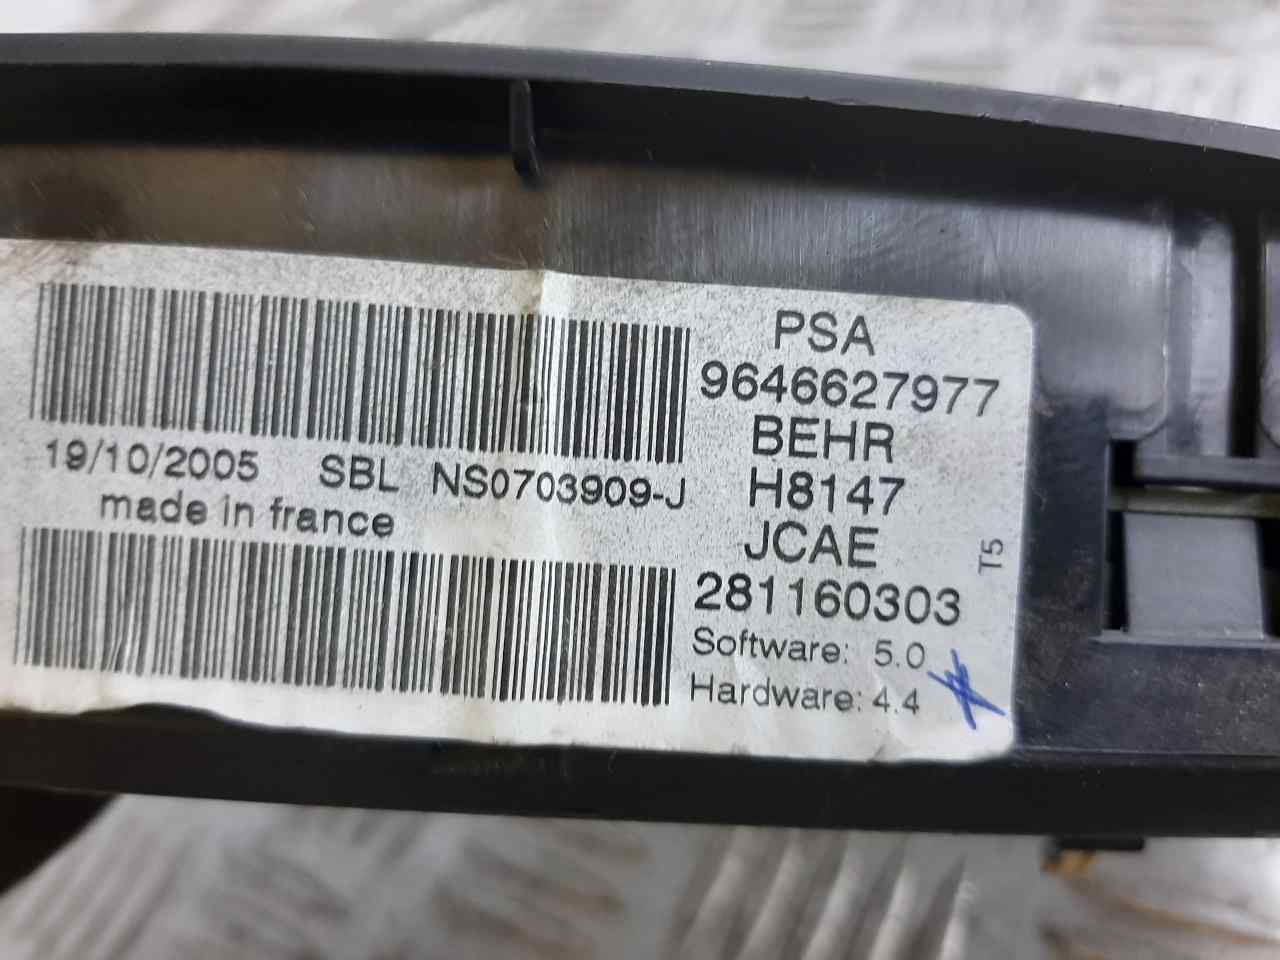 PSA
9646627977
BEHR
H8147
JCAE
281160303
Software: 5.0
Hardware: 4.4
T5
19/10/2005 SBL NS0703909-J
made in france